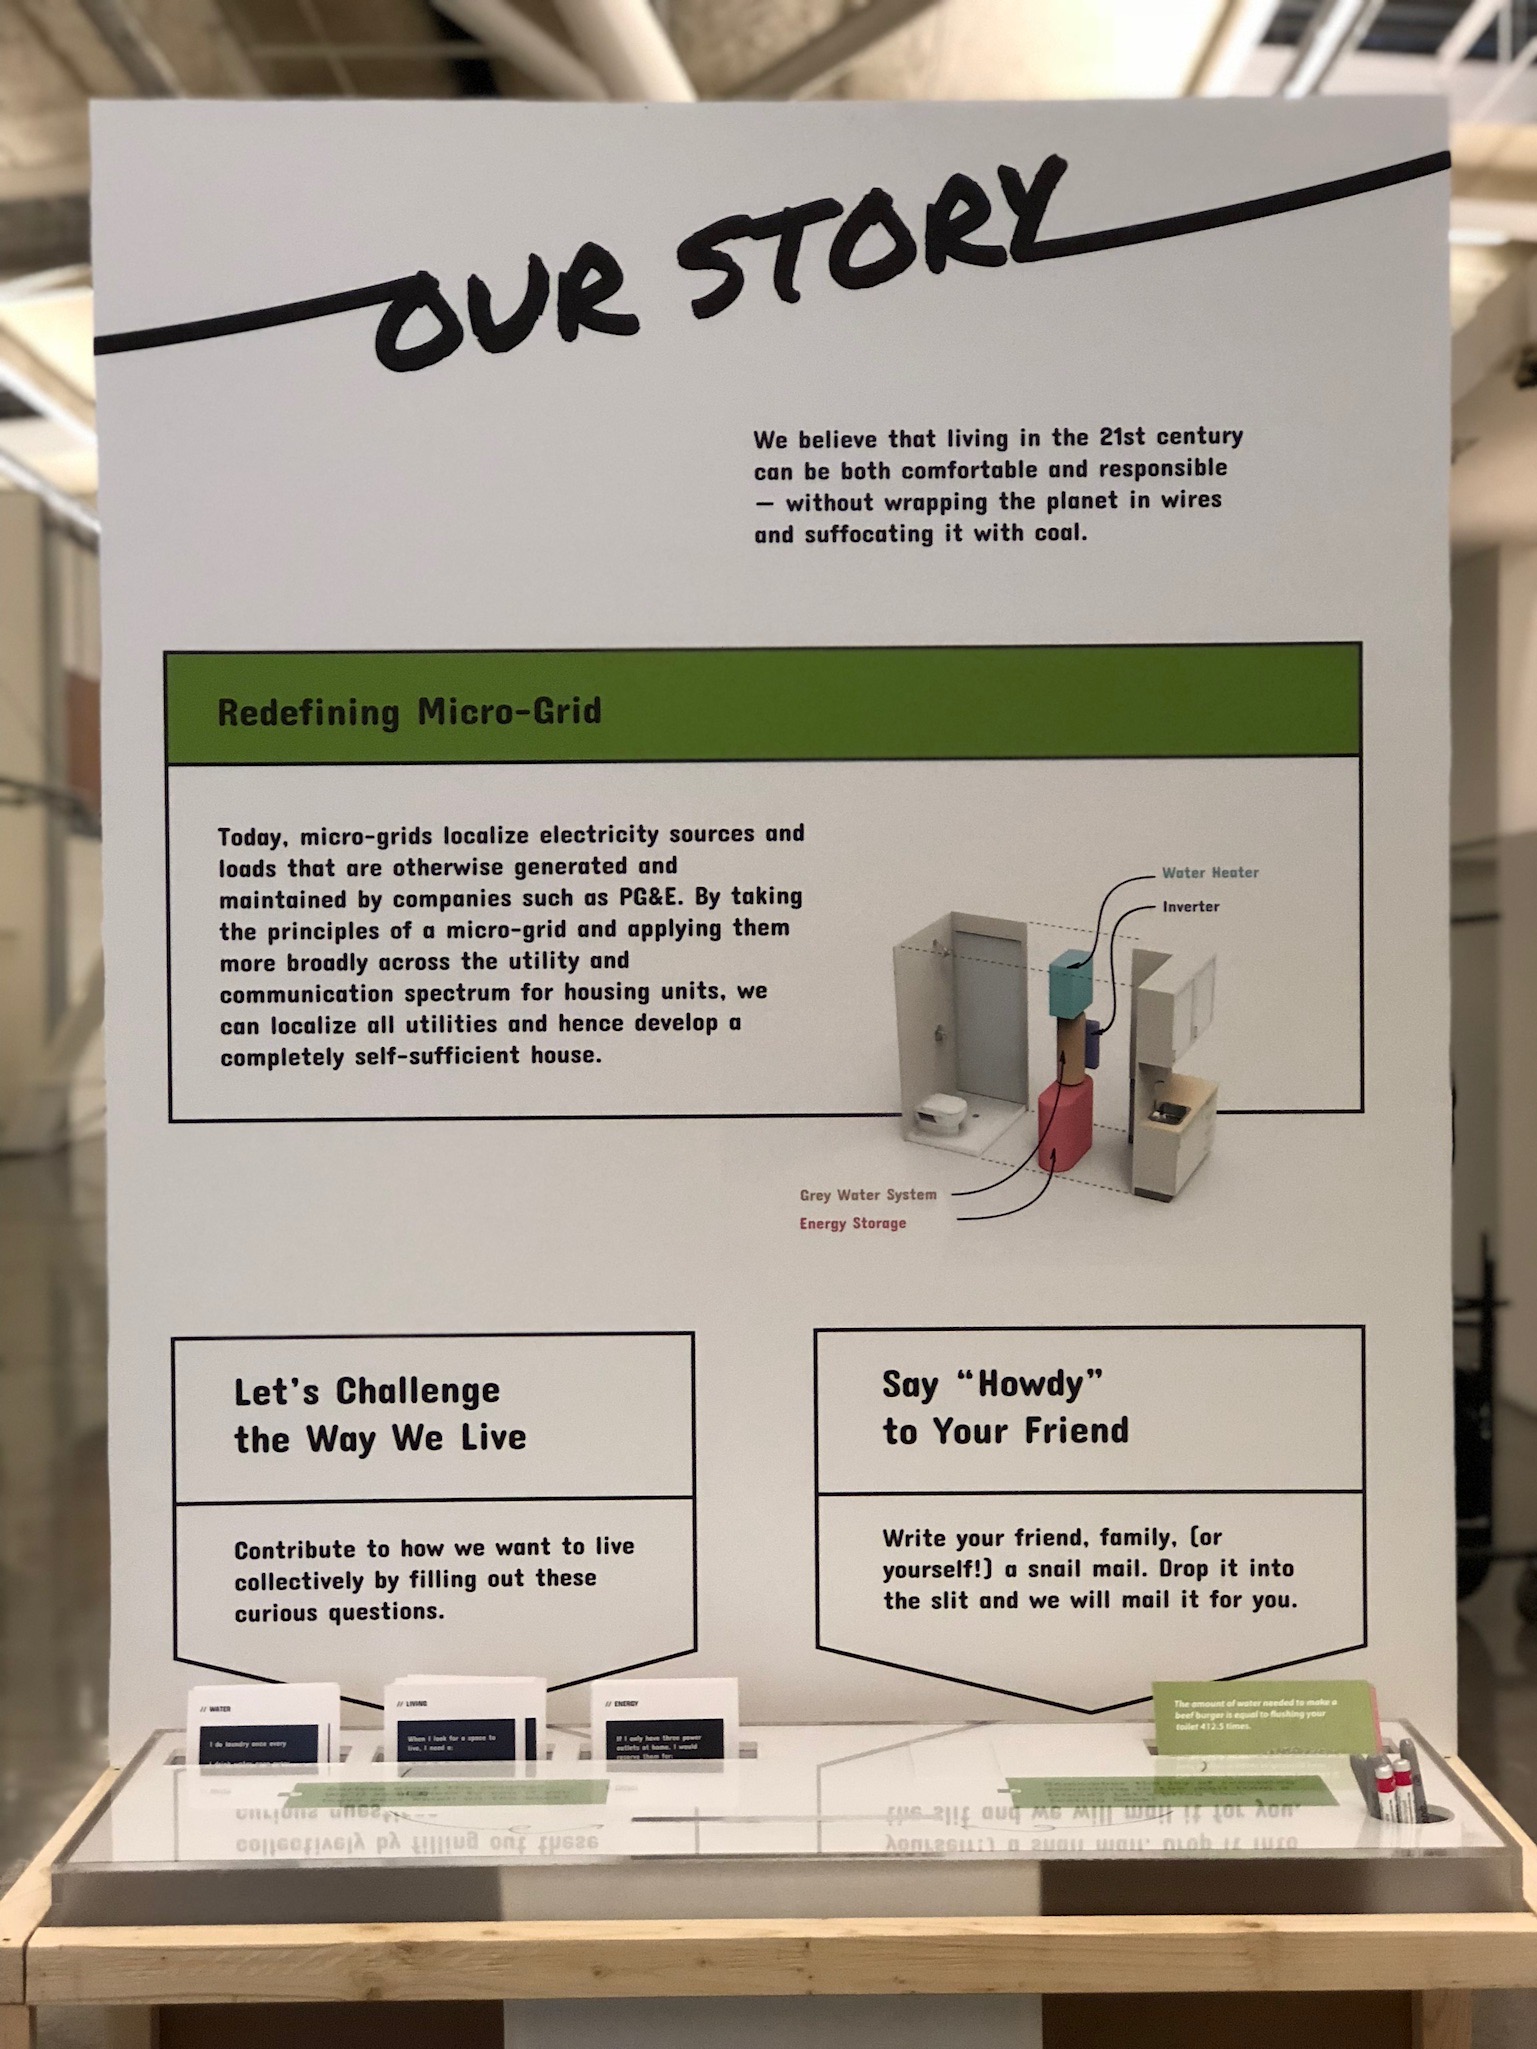 OUR STORY
We believe that living in the 21st century
can be both comfortable and responsible
— without wrapping the planet in wires
and suffocating it with coal.
Redefining Micro-Grid
Today, micro-grids localize electricity sources and
loads that are otherwise generated and
maintained by companies such as PG&E. By taking
the principles of a micro-grid and applying them
more broadly across the utility and
communication spectrum for housing units, we
can localize all utilities and hence develop a
completely self-sufficient house.
Water Heater
Inverter
Grey Water System
Energy Storage
Let's Challenge
the Way We Live
Contribute to how we want to live
collectively by filling out these
curious questions.
Say “Howdy”
to Your Friend
Write your friend, family, (or
yourself!) a snail mail. Drop it into
the slit and we will mail it for you.
// WATER
I do laundry once every
// LIVING
When I look for a space to
live, I need a:
// ENERGY
If I only have three power
outlets at home, I would
reserve them for:
The amount of water needed to make a
beef burger is equal to flushing your
toilet 412.5 times.